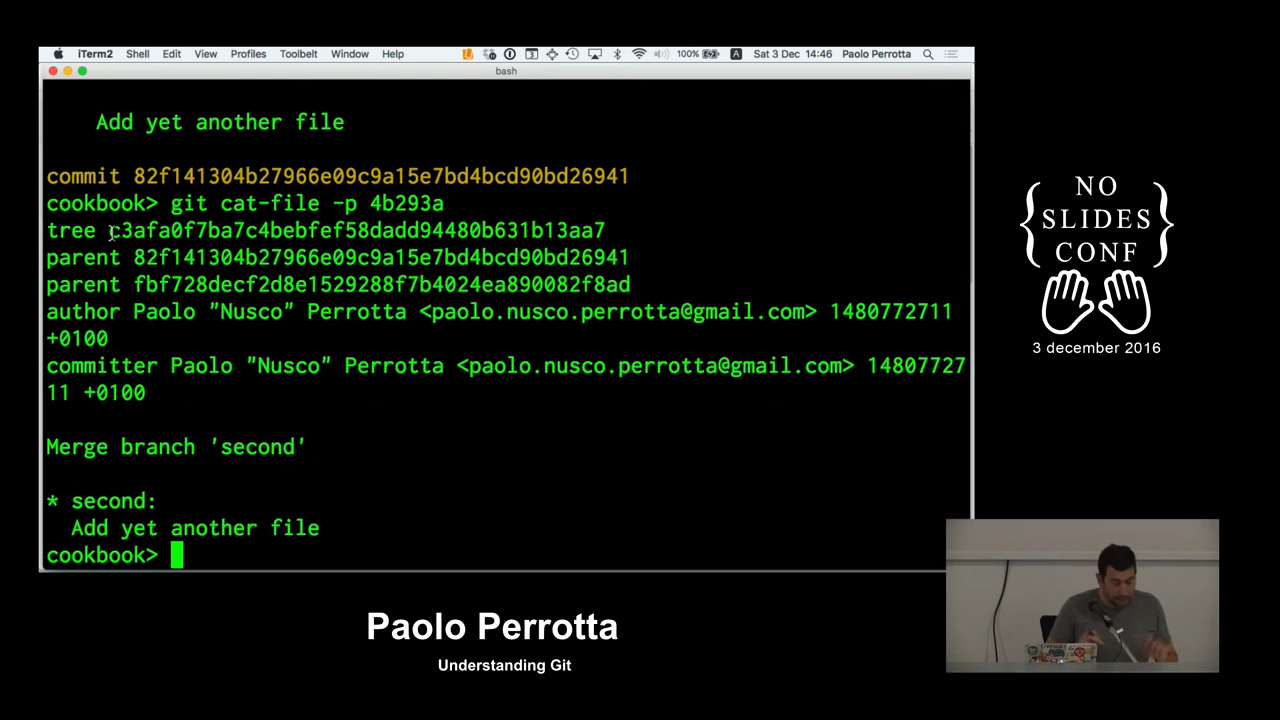 iTerm2 Shell Edit View Profiles Toolbelt Window Help 100% Sat 3 Dec 14:46 Paolo Perrotta
bash
Add yet another file
commit 82f141304b27966e09c9a15e7bd4bcd90bd26941
cookbook> git cat-file -p 4b293a
tree c3afa0f7ba7c4bebfef58dadd94480b631b13aa7
parent 82f141304b27966e09c9a15e7bd4bcd90bd26941
parent fbf728decf2d8e1529288f7b4024ea890082f8ad
author Paolo "Nusco" Perrotta <paolo.nusco.perrotta@gmail.com> 1480772711
+0100
committer Paolo "Nusco" Perrotta <paolo.nusco.perrotta@gmail.com> 14807727
11 +0100
Merge branch 'second'
* second:
Add yet another file
cookbook>
{ NO
SLIDES
CONF }
3 december 2016
Paolo Perrotta
Understanding Git